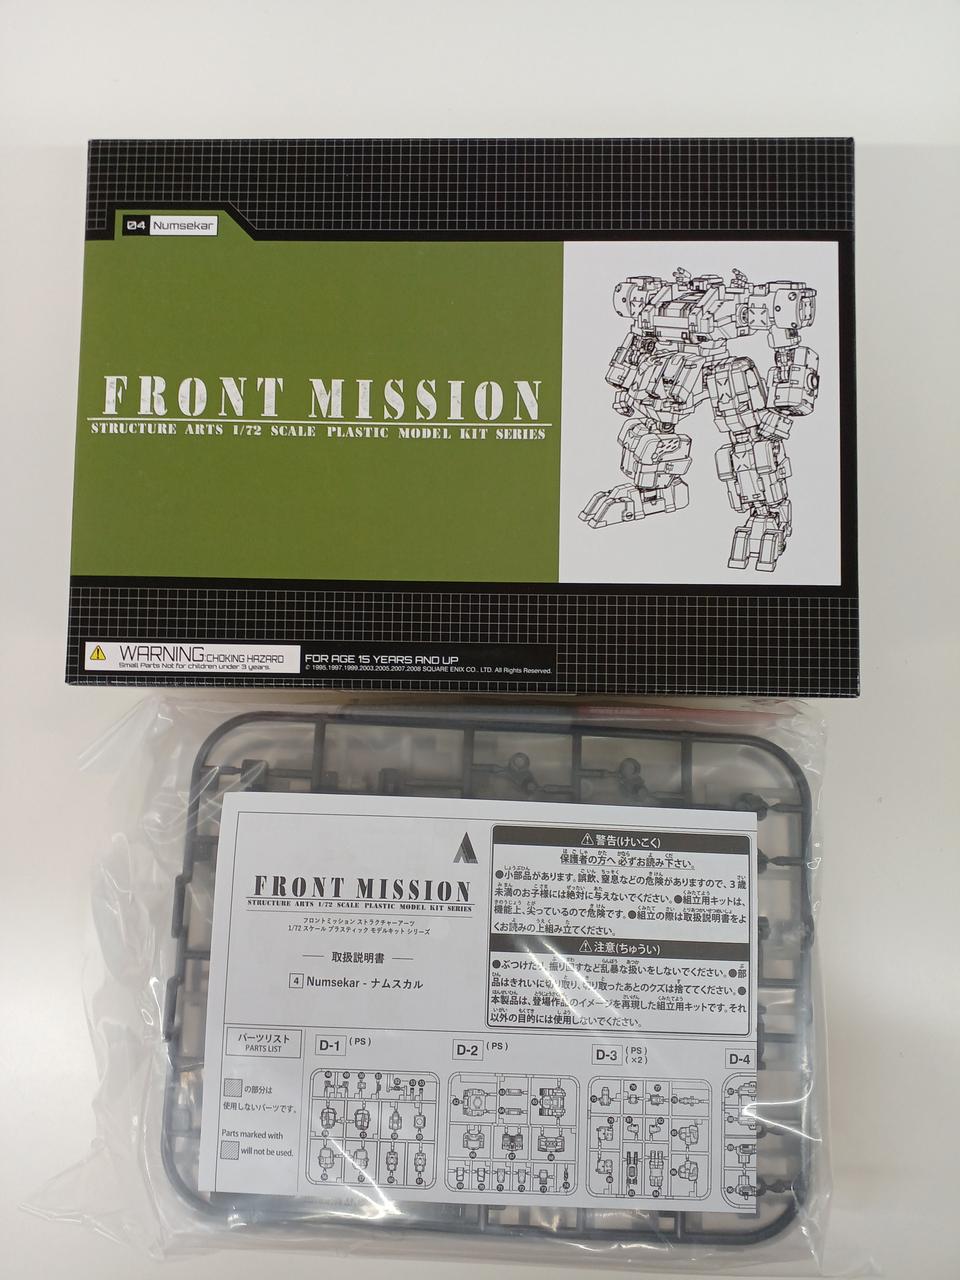 04 Numsekar
FRONT MISSION
STRUCTURE ARTS 1/72 SCALE PLASTIC MODEL KIT SERIES
WARNING:CHOKING HAZARD
Small Parts Not for children under 3 years.
FOR AGE 15 YEARS AND UP
© 1995,1997,1999,2003,2005,2007,2008 SQUARE ENIX CO., LTD. All Rights Reserved.
FRONT MISSION
STRUCTURE ARTS 1/72 SCALE PLASTIC MODEL KIT SERIES
フロントミッション ストラクチャーアーツ
1/72 スケール プラスティック モデルキット シリーズ
取扱説明書
4 Numsekar - ナムスカル
警告(けいこく)
保護者の方へ 必ずお読み下さい。
●小部品があります。誤飲、窒息などの危険がありますので、3歳
未満のお子様には絶対に与えないでください。●組立用キットは、
機能上、尖っているので危険です。●組立の際は取扱説明書をよ
くお読みの上組み立てください。
注意(ちゅうい)
●ぶつけたり、振り回すなど乱暴な扱いをしないでください。●部
品はきれいに切り取り、切り取ったあとのクズは捨ててください。●
本製品は、登場作品のイメージを再現した組立用キットです。それ
以外の目的には使用しないでください。
パーツリスト
PARTS LIST
の部分は
使用しないパーツです。
Parts marked with
will not be used.
D-1 (PS)
D-2 (PS)
D-3 (PS)
(×2)
D-4